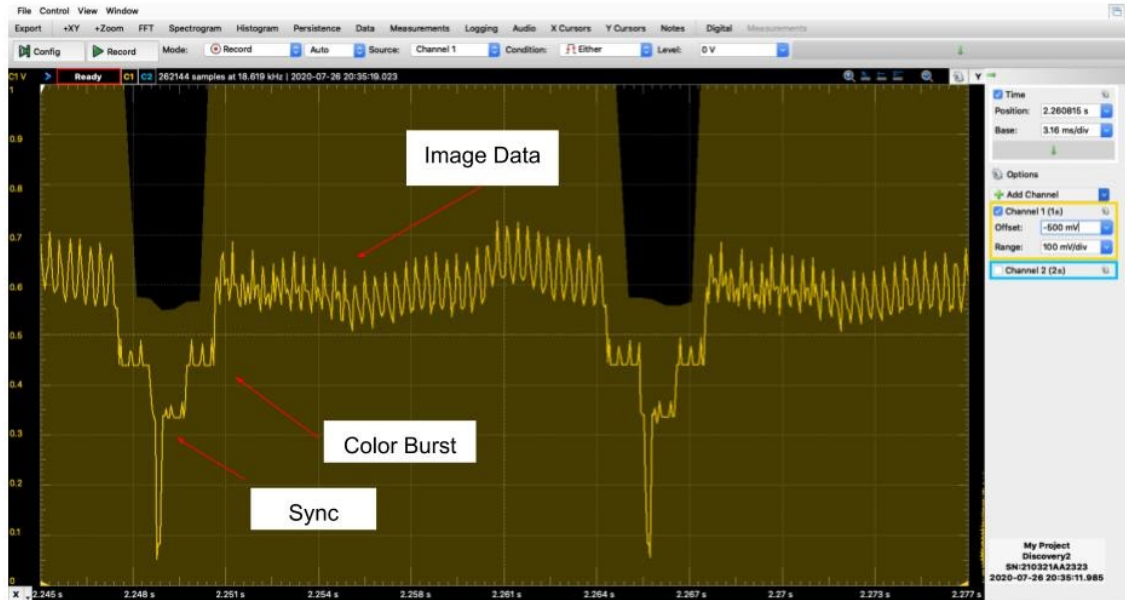 File Control View Window
Export +XY +Zoom FFT Spectrogram Histogram Persistence Data Measurements Logging Audio X Cursors Y Cursors Notes Digital Measurements
Config Record Mode: Record Auto Source: Channel 1 Condition: Either Level: 0 V
C1 V Ready C1 C2 262144 samples at 18.619 kHz | 2020-07-26 20:35:19.023 Y
1
0.9
0.8
0.7
0.6
0.5
0.4
0.3
0.2
0.1
0
Image Data
Color Burst
Sync
X 2.245 s 2.248 s 2.251 s 2.254 s 2.258 s 2.261 s 2.264 s 2.267 s 2.27 s 2.273 s 2.277 s
Time
Position: 2.260815 s
Base: 3.16 ms/div
Options
Add Channel
Channel 1 (1±)
Offset: -500 mV
Range: 100 mV/div
Channel 2 (2±)
My Project
Discovery2
SN:210321AA2323
2020-07-26 20:35:11.985